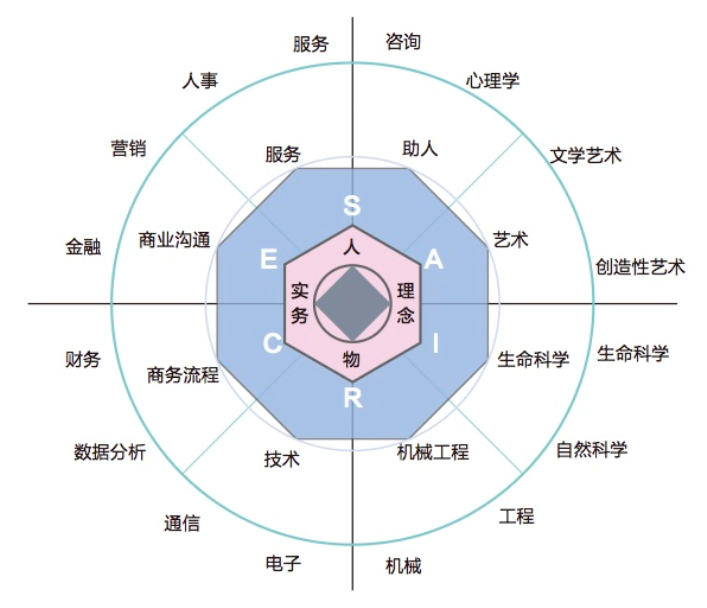 服务
咨询
人事
心理学
营销
服务
助人
文学艺术
S
金融
商业沟通
E
人
A
艺术
创造性艺术
实务
理念
财务
商务流程
C
物
I
生命科学
生命科学
R
数据分析
技术
机械工程
自然科学
通信
工程
电子
机械